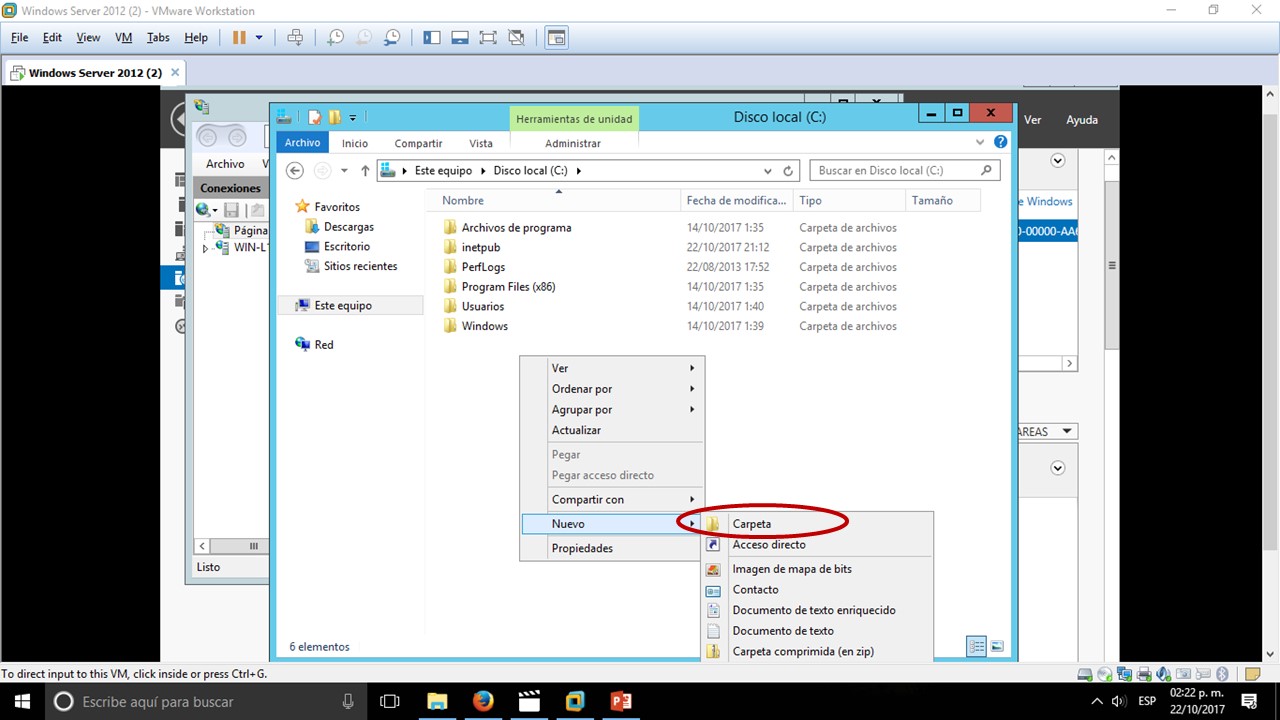 Windows Server 2012 (2) - VMware Workstation
File Edit View VM Tabs Help
Windows Server 2012 (2)
Ver Ayuda
Archivo V
Conexiones
Página
WIN-L1
Listo
Herramientas de unidad
Disco local (C:)
Archivo Inicio Compartir Vista Administrar
Este equipo Disco local (C:)
Buscar en Disco local (C:)
Favoritos
Descargas
Escritorio
Sitios recientes
Este equipo
Red
Nombre Fecha de modifica... Tipo Tamaño
Archivos de programa 14/10/2017 1:35 Carpeta de archivos
inetpub 22/10/2017 21:12 Carpeta de archivos
PerfLogs 22/08/2013 17:52 Carpeta de archivos
Program Files (x86) 14/10/2017 1:35 Carpeta de archivos
Usuarios 14/10/2017 1:40 Carpeta de archivos
Windows 14/10/2017 1:39 Carpeta de archivos
e Windows
0-00000-AA6
AREAS
Ver
Ordenar por
Agrupar por
Actualizar
Pegar
Pegar acceso directo
Compartir con
Nuevo
Propiedades
Carpeta
Acceso directo
Imagen de mapa de bits
Contacto
Documento de texto enriquecido
Documento de texto
Carpeta comprimida (en zip)
6 elementos
To direct input to this VM, click inside or press Ctrl+G.
Escribe aquí para buscar
ESP
02:22 p. m.
22/10/2017